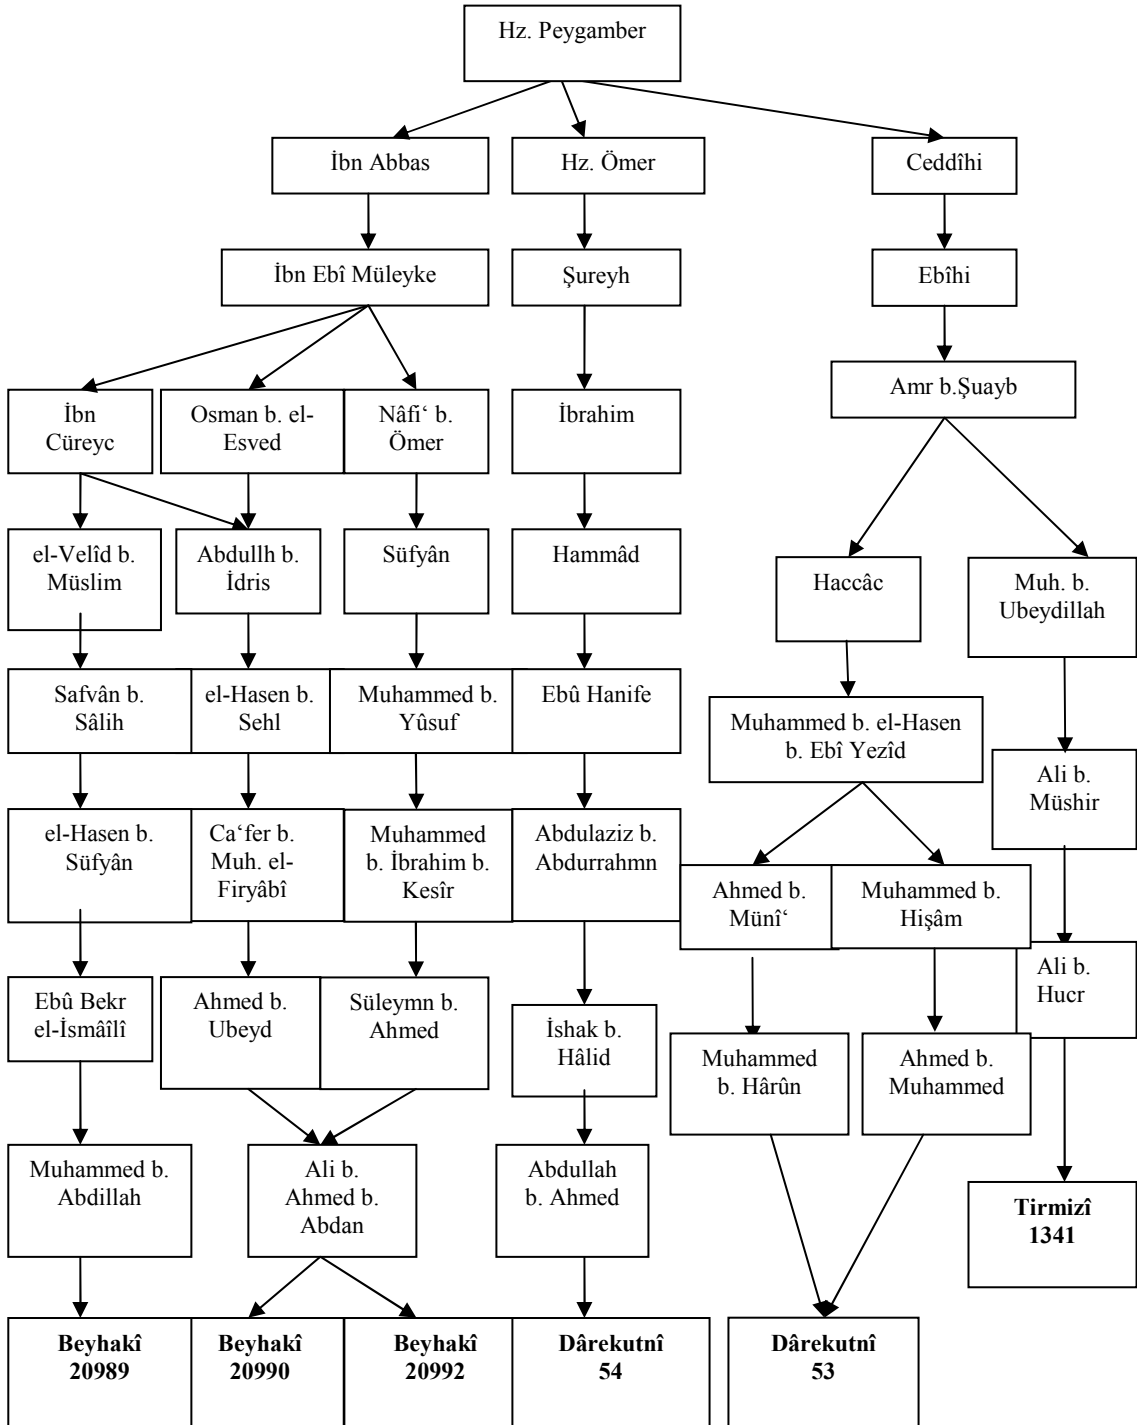 Hz. Peygamber
İbn Abbas
Hz. Ömer
Ceddîhi
İbn Ebî Müleyke
Şureyh
Ebîhi
Amr b.Şuayb
İbn
Cüreyc
Osman b. el-
Esved
Nâfi‘ b.
Ömer
İbrahim
el-Velîd b.
Müslim
Abdullh b.
İdris
Süfyân
Hammâd
Haccâc
Muh. b.
Ubeydillah
Safvân b.
Sâlih
el-Hasen b.
Sehl
Muhammed b.
Yûsuf
Ebû Hanife
Muhammed b. el-Hasen
b. Ebî Yezîd
Ali b.
Müshir
el-Hasen b.
Süfyân
Ca‘fer b.
Muh. el-
Firyâbî
Muhammed
b. İbrahim b.
Kesîr
Abdulaziz b.
Abdurrahmn
Ahmed b.
Münî‘
Muhammed b.
Hişâm
Ali b.
Hucr
Ebû Bekr
el-İsmâîlî
Ahmed b.
Ubeyd
Süleymn b.
Ahmed
İshak b.
Hâlid
Muhammed
b. Hârûn
Ahmed b.
Muhammed
Muhammed b.
Abdillah
Ali b.
Ahmed b.
Abdan
Abdullah
b. Ahmed
Tirmizî
1341
Beyhakî
20989
Beyhakî
20990
Beyhakî
20992
Dârekutnî
54
Dârekutnî
53